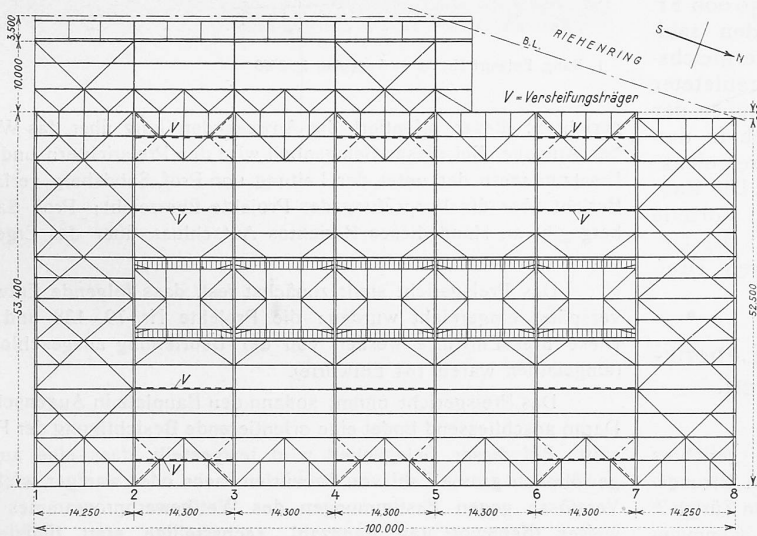 3.500
10.000
53.400
B.L. RIEHENRING
S N
V = Versteifungsträger
V V
V V
V
V
52.500
1 2 3 4 5 6 7 8
14.250 14.300 14.300 14.300 14.300 14.300 14.250
100.000